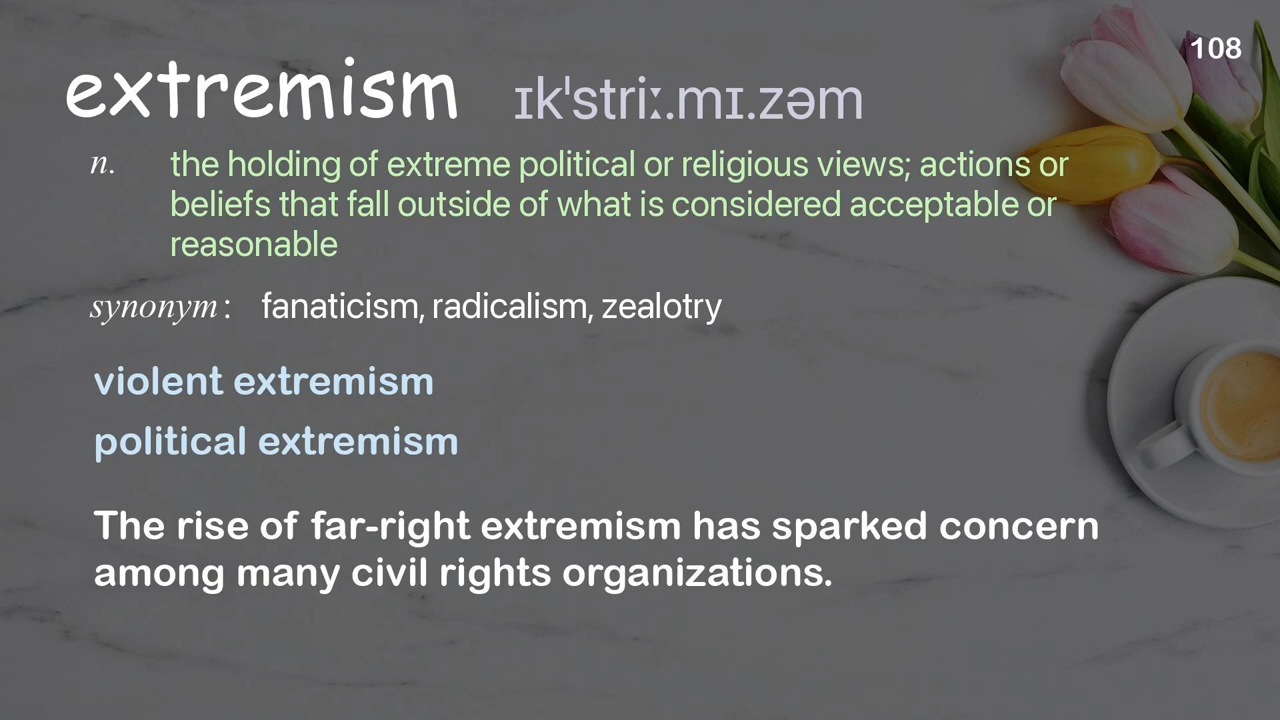 108
extremism ɪkˈstriː.mɪ.zəm
n. the holding of extreme political or religious views; actions or
beliefs that fall outside of what is considered acceptable or
reasonable
synonym: fanaticism, radicalism, zealotry
violent extremism
political extremism
The rise of far-right extremism has sparked concern
among many civil rights organizations.